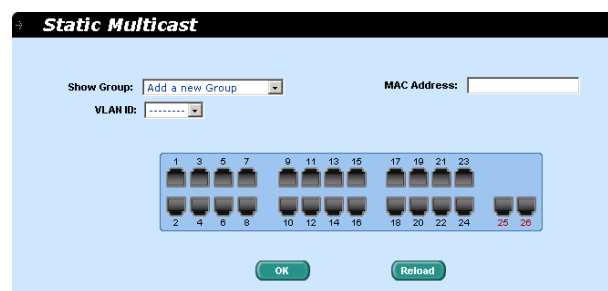 Static Multicast
Show Group: Add a new Group
MAC Address:
VLAN ID: --------
1 3 5 7 9 11 13 15 17 19 21 23
2 4 6 8 10 12 14 16 18 20 22 24 25 26
OK Reload